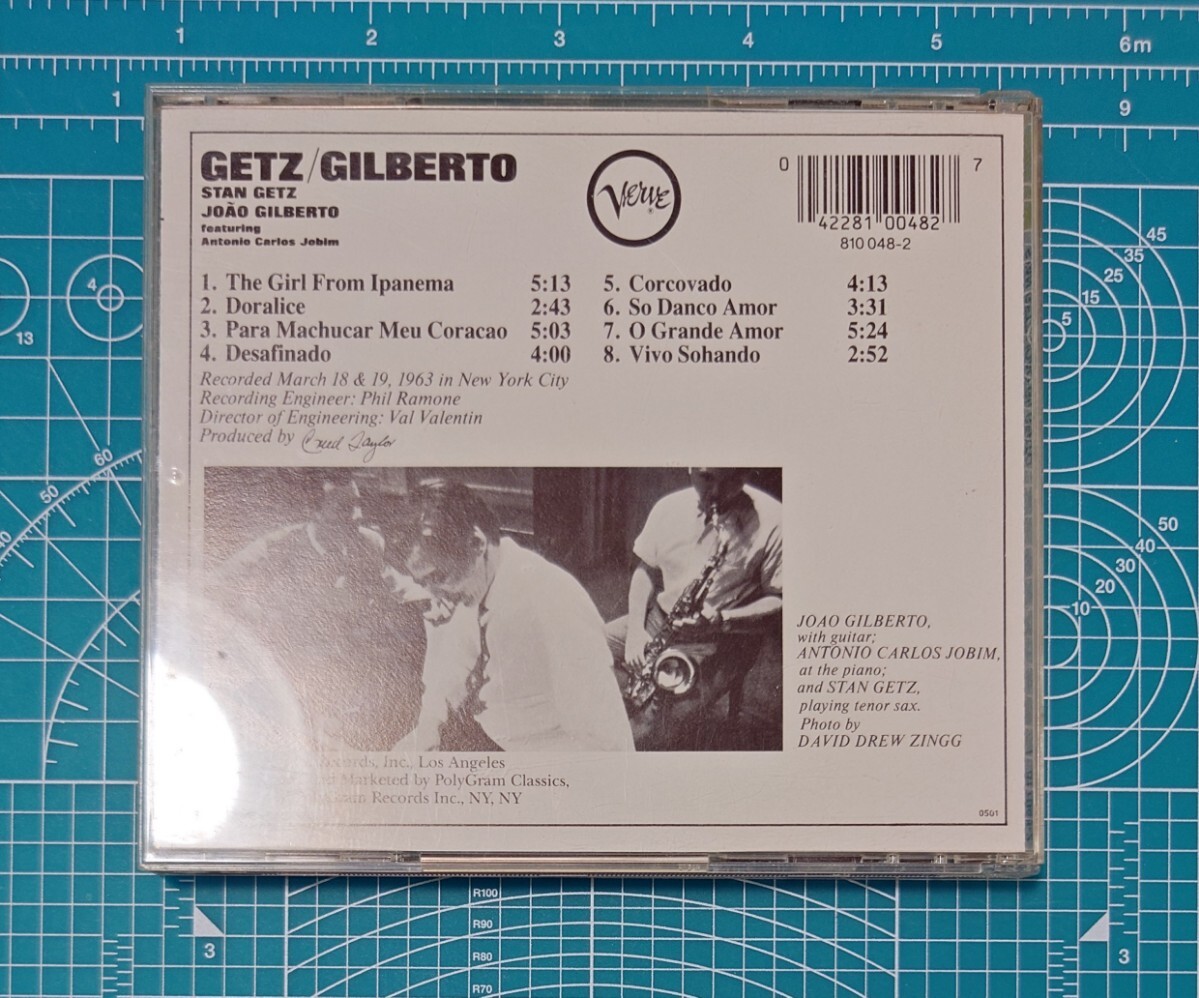 1 2 3 4 5 6m
1 9
GETZ/GILBERTO
STAN GETZ
JOÃO GILBERTO
featuring
Antonio Carlos Jobim
Verve
0 42281 00482 7
810 048-2
1. The Girl From Ipanema 5:13
2. Doralice 2:43
3. Para Machucar Meu Coracao 5:03
4. Desafinado 4:00
5. Corcovado 4:13
6. So Danco Amor 3:31
7. O Grande Amor 5:24
8. Vivo Sohando 2:52
Recorded March 18 & 19, 1963 in New York City
Recording Engineer: Phil Ramone
Director of Engineering: Val Valentin
Produced by Creed Taylor
JOAO GILBERTO,
with guitar;
ANTONIO CARLOS JOBIM,
at the piano;
and STAN GETZ,
playing tenor sax.
Photo by
DAVID DREW ZINGG
Records, Inc., Los Angeles
Marketed by PolyGram Classics,
Records Inc., NY, NY
0501
4
13
60
50
40
45
35
25
15
5
50
40
30
20
10
R100
R90
R80
R70
3
3